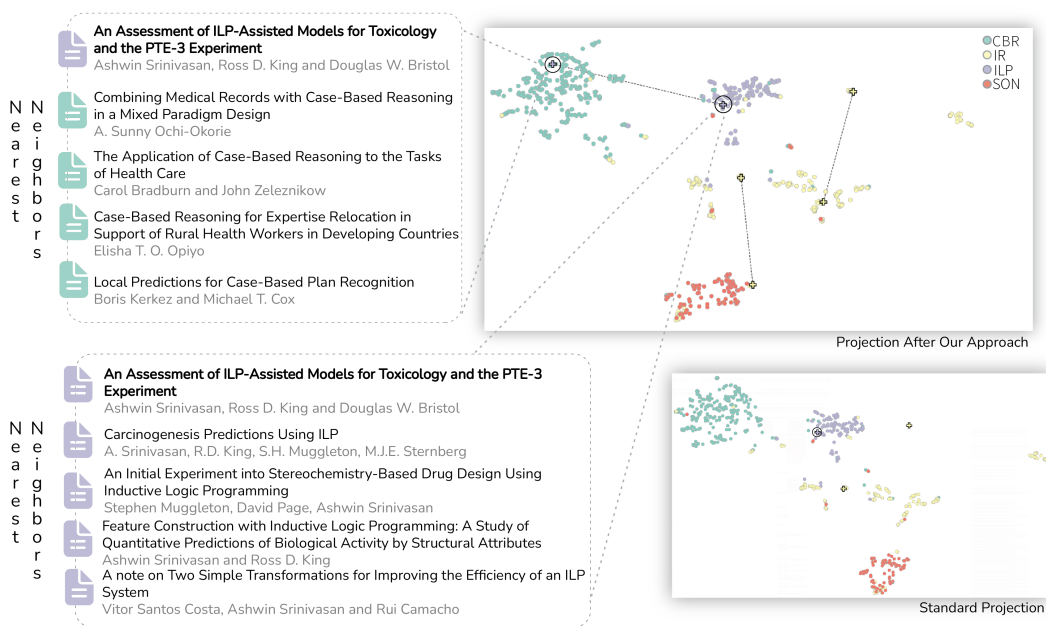 An Assessment of ILP-Assisted Models for Toxicology
and the PTE-3 Experiment
Ashwin Srinivasan, Ross D. King and Douglas W. Bristol
Combining Medical Records with Case-Based Reasoning
in a Mixed Paradigm Design
A. Sunny Ochi-Okorie
The Application of Case-Based Reasoning to the Tasks
of Health Care
Carol Bradburn and John Zeleznikow
Case-Based Reasoning for Expertise Relocation in
Support of Rural Health Workers in Developing Countries
Elisha T. O. Opiyo
Local Predictions for Case-Based Plan Recognition
Boris Kerkez and Michael T. Cox
Nearest
Neighbors
CBR
IR
ILP
SON
Projection After Our Approach
An Assessment of ILP-Assisted Models for Toxicology and the PTE-3
Experiment
Ashwin Srinivasan, Ross D. King and Douglas W. Bristol
Carcinogenesis Predictions Using ILP
A. Srinivasan, R.D. King, S.H. Muggleton, M.J.E. Sternberg
An Initial Experiment into Stereochemistry-Based Drug Design Using
Inductive Logic Programming
Stephen Muggleton, David Page, Ashwin Srinivasan
Feature Construction with Inductive Logic Programming: A Study of
Quantitative Predictions of Biological Activity by Structural Attributes
Ashwin Srinivasan and Ross D. King
A note on Two Simple Transformations for Improving the Efficiency of an ILP
System
Vitor Santos Costa, Ashwin Srinivasan and Rui Camacho
Nearest
Neighbors
Standard Projection